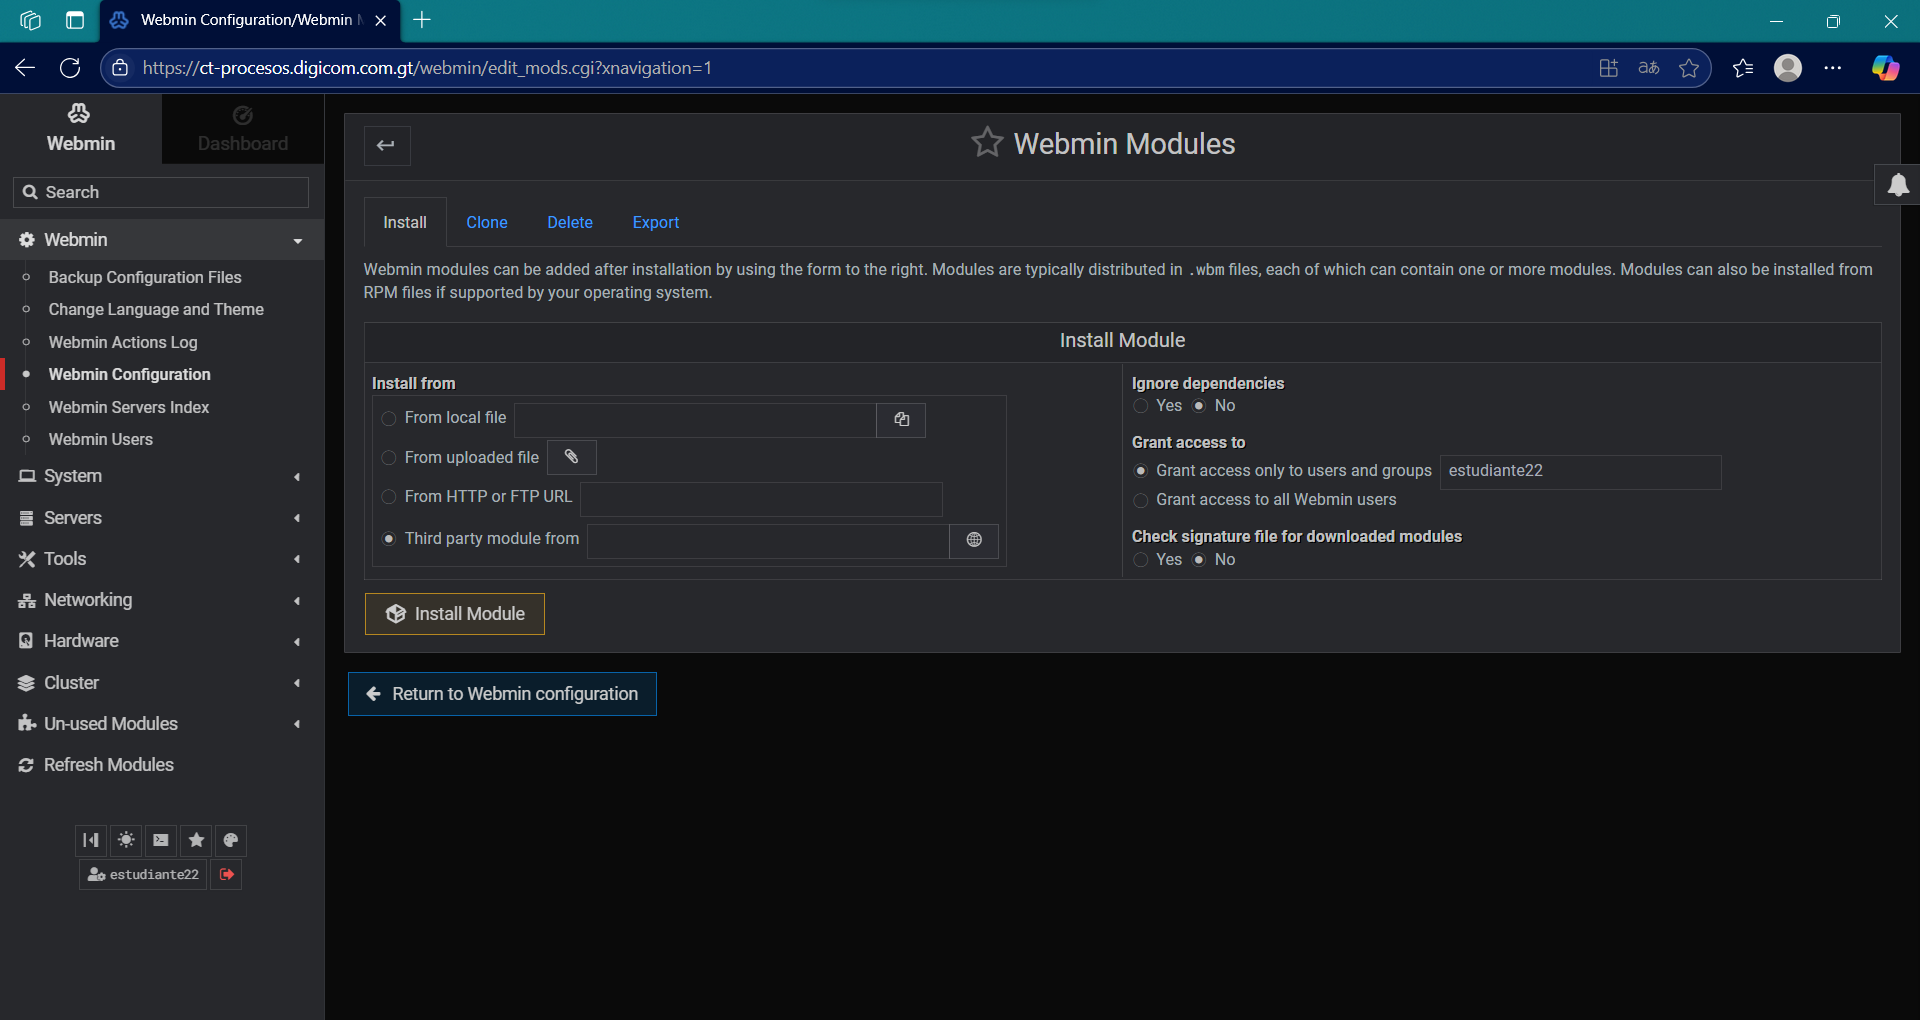 Webmin Configuration/Webmin
https://ct-procesos.digicom.com.gt/webmin/edit_mods.cgi?xnavigation=1
Webmin
Dashboard
Search
Webmin
Backup Configuration Files
Change Language and Theme
Webmin Actions Log
Webmin Configuration
Webmin Servers Index
Webmin Users
System
Servers
Tools
Networking
Hardware
Cluster
Un-used Modules
Refresh Modules
estudiante22
Webmin Modules
Install Clone Delete Export
Webmin modules can be added after installation by using the form to the right. Modules are typically distributed in .wbm files, each of which can contain one or more modules. Modules can also be installed from
RPM files if supported by your operating system.
Install Module
Install from
From local file
From uploaded file
From HTTP or FTP URL
Third party module from
Ignore dependencies
Yes No
Grant access to
Grant access only to users and groups estudiante22
Grant access to all Webmin users
Check signature file for downloaded modules
Yes No
Install Module
Return to Webmin configuration